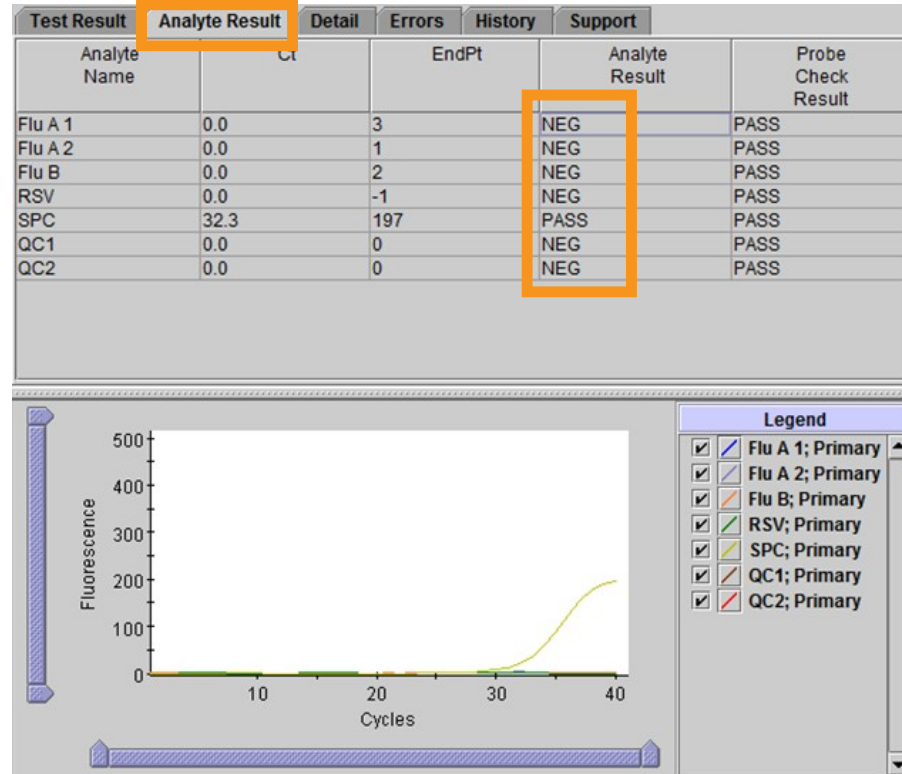 Test Result Analyte Result Detail Errors History Support
Analyte Name Ct EndPt Analyte Result Probe Check Result
Flu A 1 0.0 3 NEG PASS
Flu A 2 0.0 1 NEG PASS
Flu B 0.0 2 NEG PASS
RSV 0.0 -1 NEG PASS
SPC 32.3 197 PASS PASS
QC1 0.0 0 NEG PASS
QC2 0.0 0 NEG PASS
Legend
Flu A 1; Primary
Flu A 2; Primary
Flu B; Primary
RSV; Primary
SPC; Primary
QC1; Primary
QC2; Primary
500
400
300
200
100
0
Fluorescence
10 20 30 40
Cycles